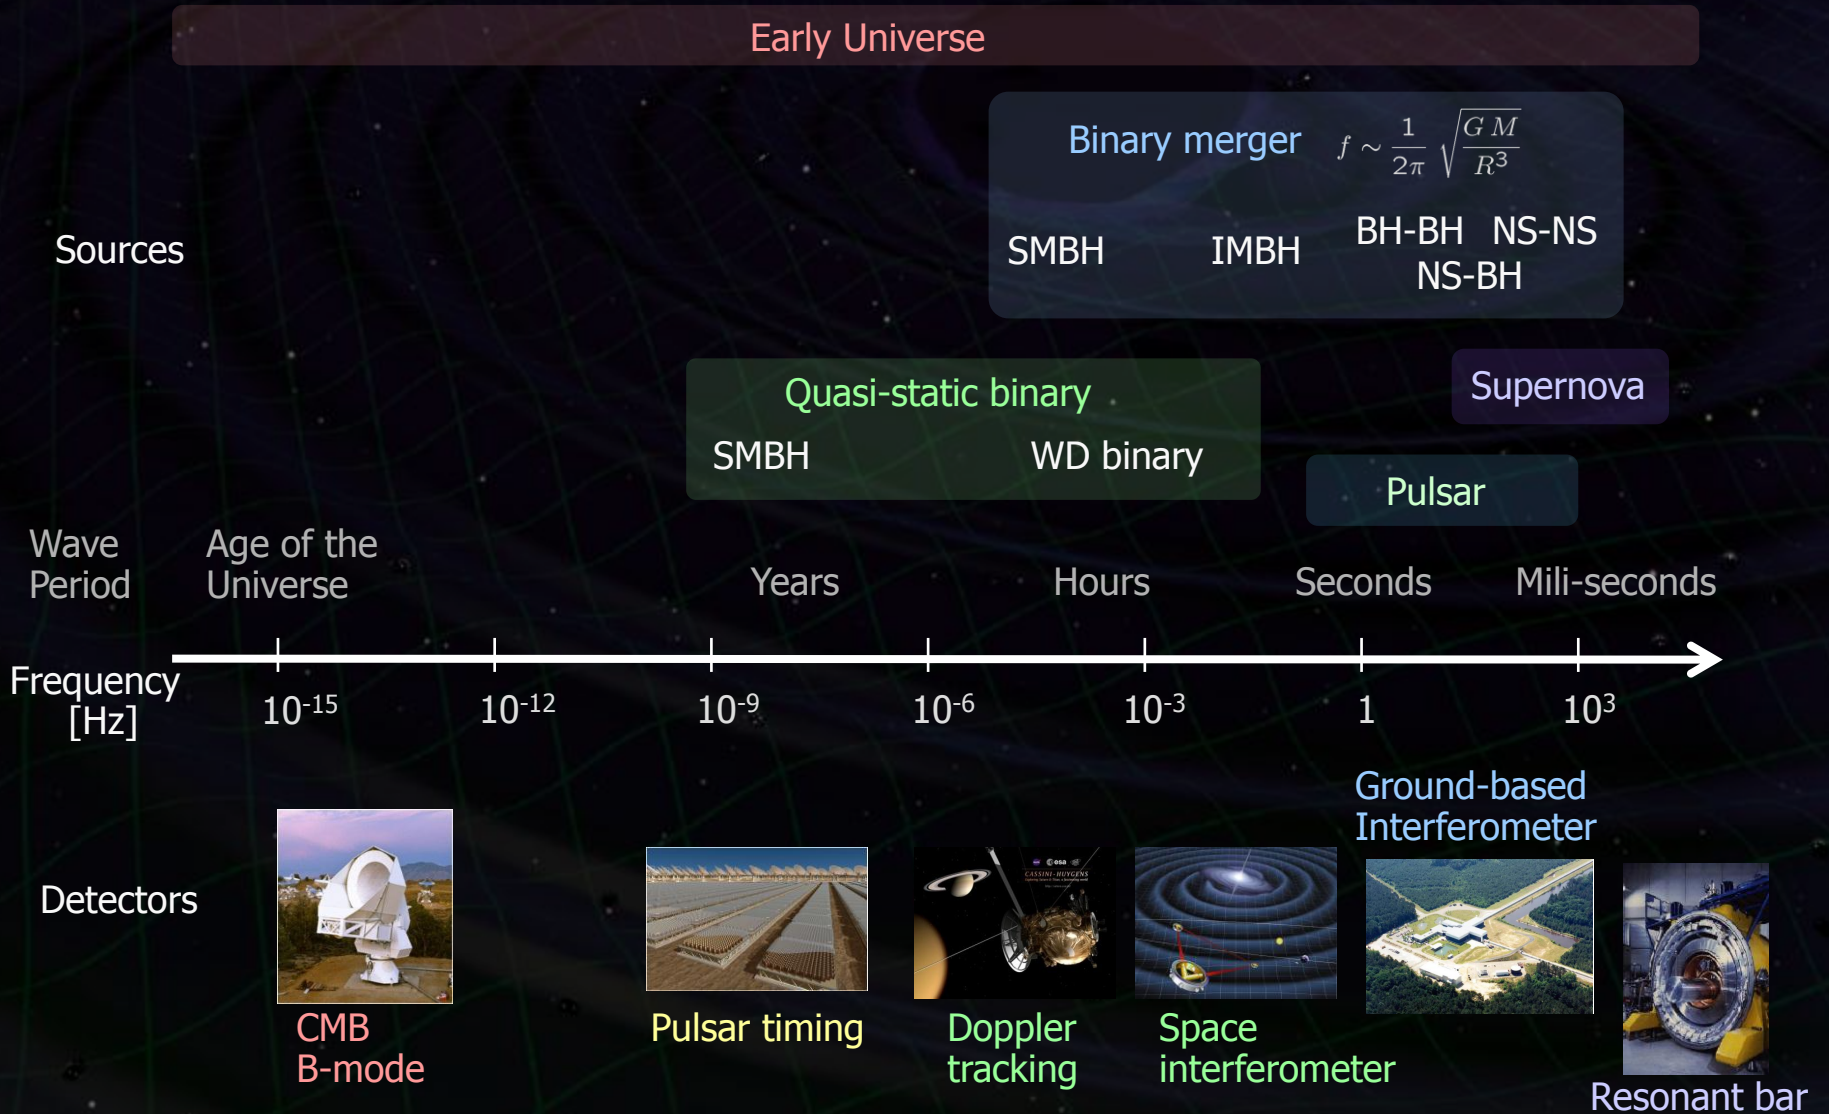 Early Universe
Binary merger f ∼ 1/2π √(G M/R³)
Sources
SMBH IMBH BH-BH NS-NS
NS-BH
Quasi-static binary
Supernova
SMBH WD binary
Pulsar
Wave
Period
Age of the
Universe
Years
Hours
Seconds
Mili-seconds
Frequency
[Hz]
10⁻¹⁵ 10⁻¹² 10⁻⁹ 10⁻⁶ 10⁻³ 1 10³
Ground-based
Interferometer
Detectors
esa
CASSINI-HUYGENS
CMB
B-mode
Pulsar timing
Doppler
tracking
Space
interferometer
Resonant bar